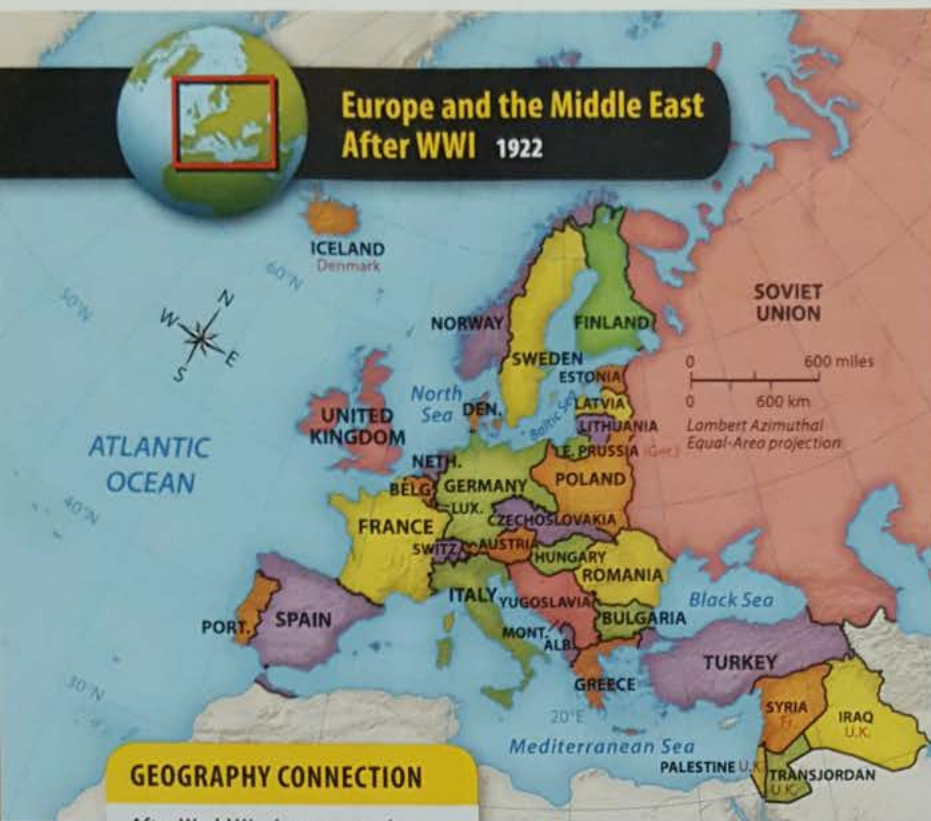 Europe and the Middle East
After WWI 1922
ICELAND
Denmark
60°N
50°N
N
W
E
S
NORWAY
FINLAND
SOVIET
UNION
SWEDEN
ESTONIA
0 600 miles
0 600 km
Lambert Azimuthal
Equal-Area projection
North
Sea
DEN.
Baltic Sea
LATVIA
LITHUANIA
UNITED
KINGDOM
E. PRUSSIA (Ger.)
ATLANTIC
OCEAN
NETH.
BELG.
GERMANY
POLAND
40°N
LUX.
CZECHOSLOVAKIA
FRANCE
SWITZ.
AUSTRIA
HUNGARY
ROMANIA
ITALY
YUGOSLAVIA
Black Sea
PORT.
SPAIN
BULGARIA
MONT.
ALB.
TURKEY
30°N
GREECE
SYRIA
Fr.
IRAQ
U.K.
20°E
Mediterranean Sea
PALESTINE U.K.
TRANSJORDAN
U.K.
GEOGRAPHY CONNECTION